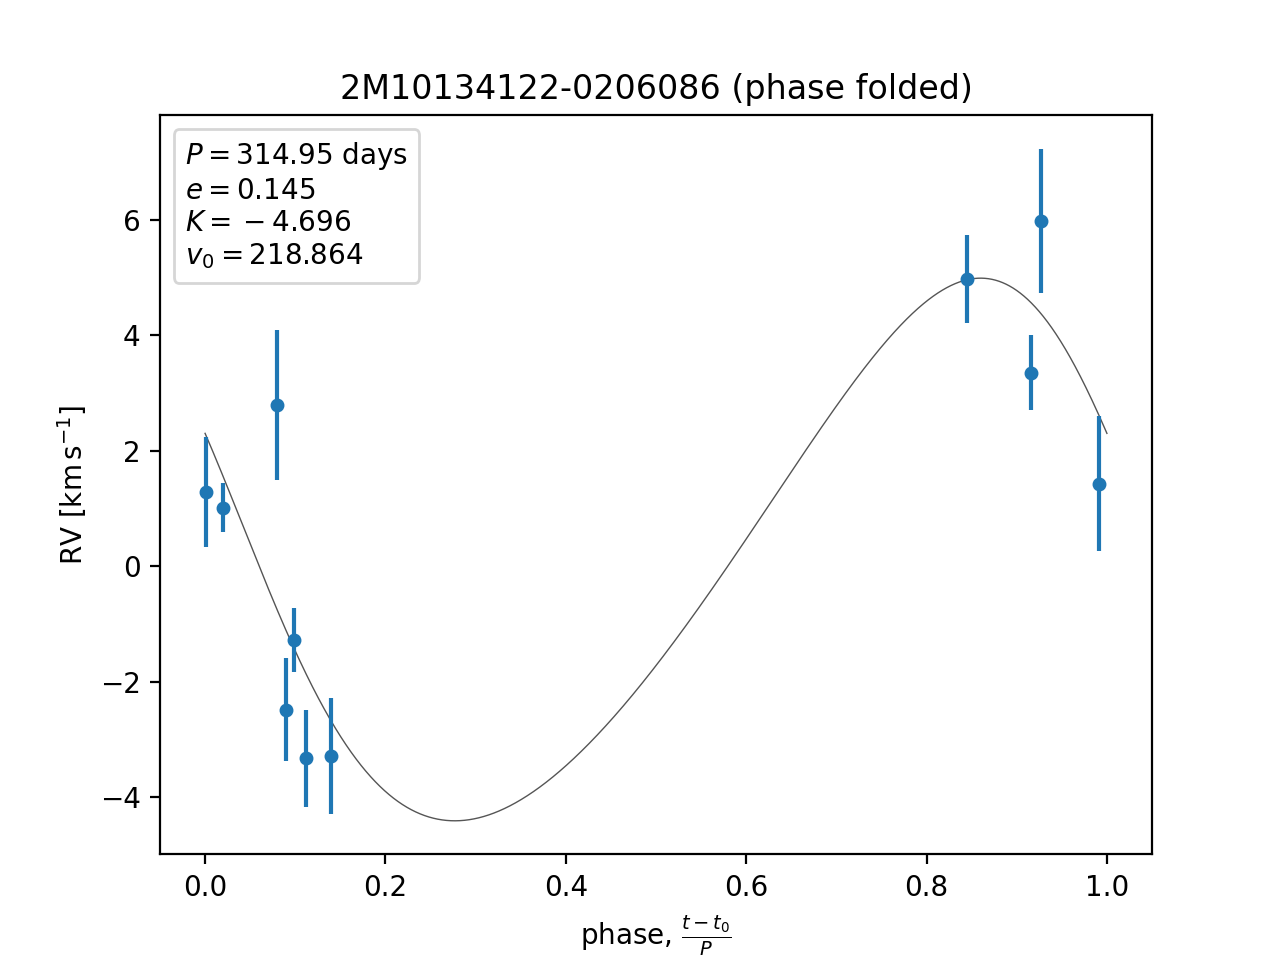 2M10134122-0206086 (phase folded)
P = 314.95 days
e = 0.145
K = −4.696
v₀ = 218.864
RV [km s⁻¹]
6
4
2
0
−2
−4
0.0 0.2 0.4 0.6 0.8 1.0
phase, (t − t₀)/P